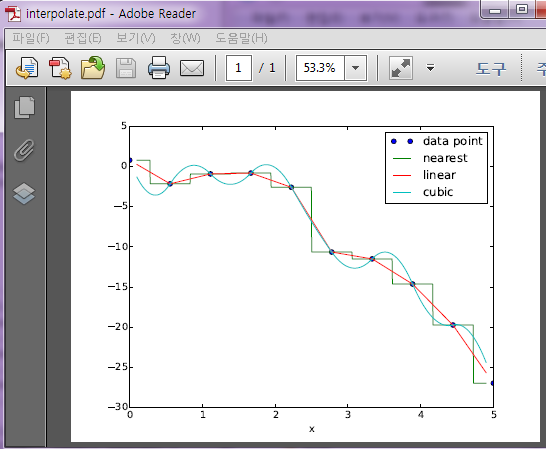 interpolate.pdf - Adobe Reader
파일(F) 편집(E) 보기(V) 창(W) 도움말(H)
1 / 1 53.3% 도구
data point
nearest
linear
cubic
5
0
−5
−10
−15
−20
−25
−30
0 1 2 3 4 5
x